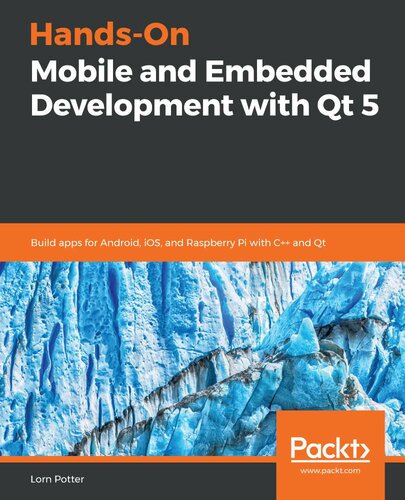 Hands-On
Mobile and Embedded
Development with Qt 5
Build apps for Android, iOS, and Raspberry Pi with C++ and Qt
Packt>
www.packt.com
Lorn Potter